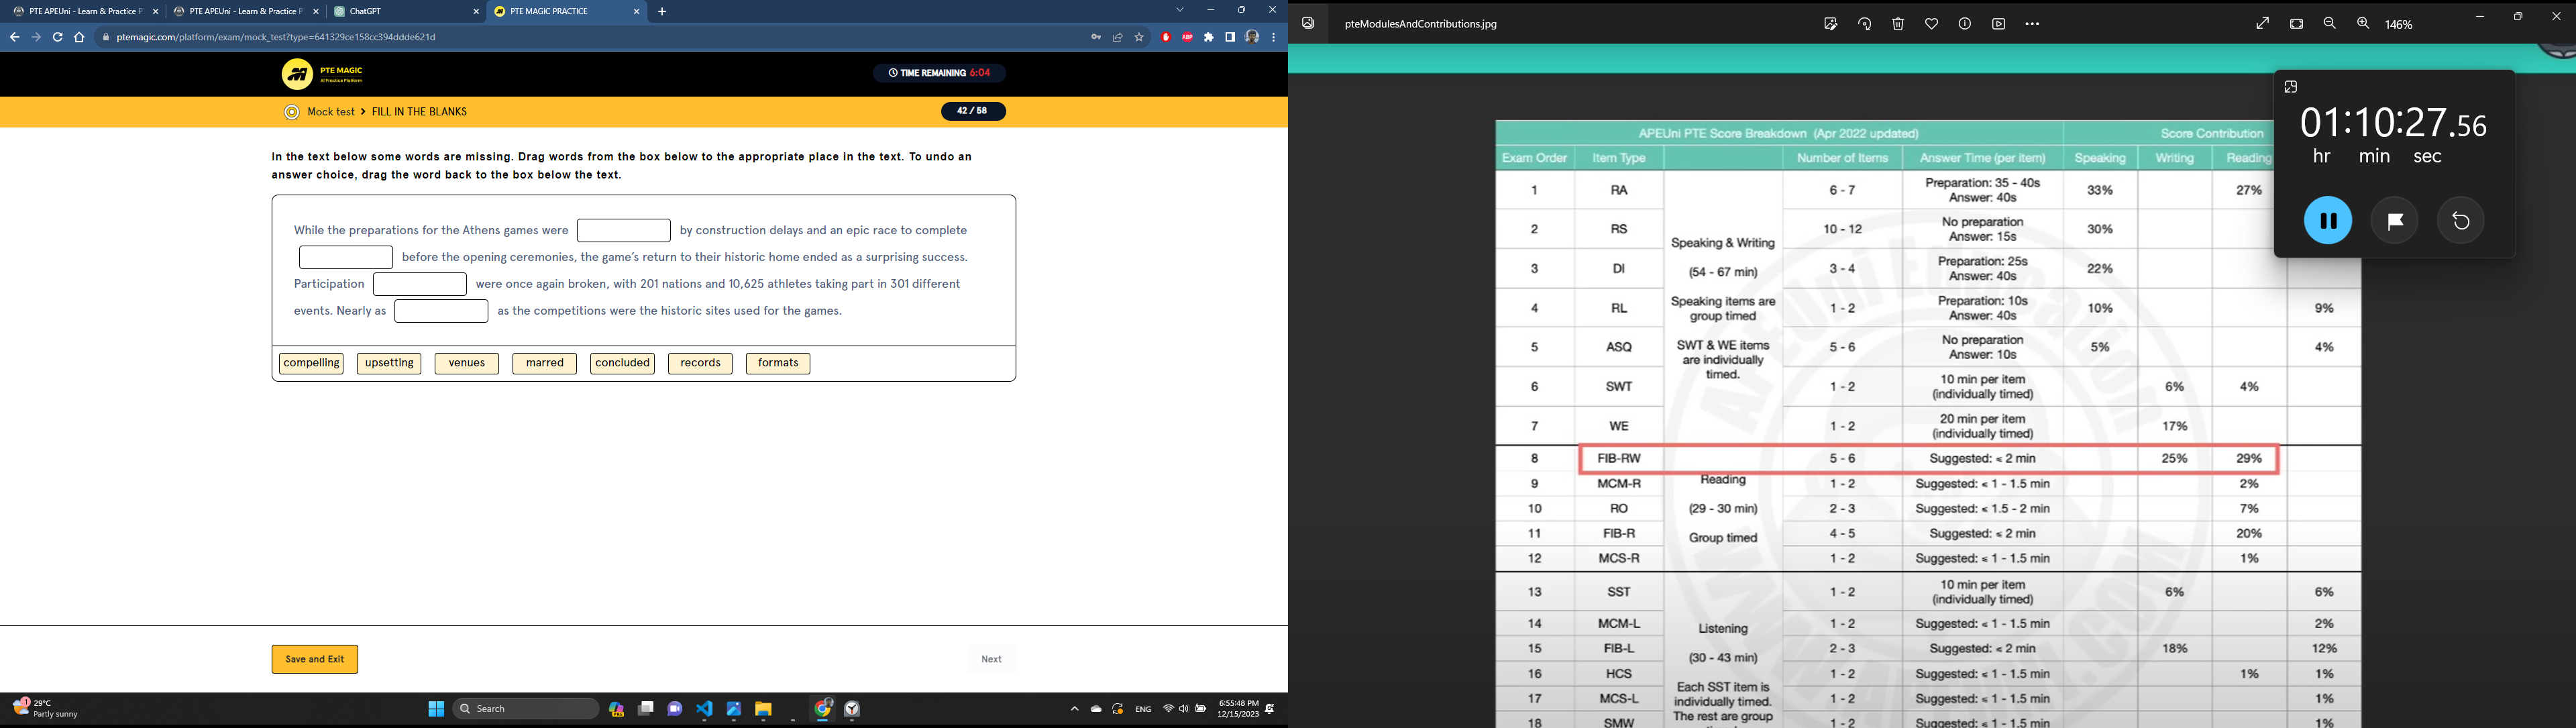 PTE APEUni - Learn & Practice P
PTE APEUni - Learn & Practice P
ChatGPT
PTE MAGIC PRACTICE
ptemagic.com/platform/exam/mock_test?type=641329ce158cc394ddde621d
ABP
PTE MAGIC
AI Practice Platform
TIME REMAINING 6:04
Mock test > FILL IN THE BLANKS
42 / 58
In the text below some words are missing. Drag words from the box below to the appropriate place in the text. To undo an
answer choice, drag the word back to the box below the text.
While the preparations for the Athens games were by construction delays and an epic race to complete
before the opening ceremonies, the game's return to their historic home ended as a surprising success.
Participation were once again broken, with 201 nations and 10,625 athletes taking part in 301 different
events. Nearly as as the competitions were the historic sites used for the games.
compelling upsetting venues marred concluded records formats
Save and Exit
Next
29°C
Partly sunny
Search
ENG
6:55:48 PM
12/15/2023
pteModulesAndContributions.jpg
146%
01:10:27.56
hr min sec
APEUni PTE Score Breakdown (Apr 2022 updated) Score Contribution
Exam Order Item Type Number of Items Answer Time (per item) Speaking Writing Reading
1 RA 6 - 7 Preparation: 35 - 40s Answer: 40s 33% 27%
2 RS 10 - 12 No preparation Answer: 15s 30%
Speaking & Writing
(54 - 67 min)
3 DI 3 - 4 Preparation: 25s Answer: 40s 22%
Speaking items are group timed
4 RL 1 - 2 Preparation: 10s Answer: 40s 10% 9%
SWT & WE items are individually timed.
5 ASQ 5 - 6 No preparation Answer: 10s 5% 4%
6 SWT 1 - 2 10 min per item (individually timed) 6% 4%
7 WE 1 - 2 20 min per item (individually timed) 17%
8 FIB-RW 5 - 6 Suggested: < 2 min 25% 29%
Reading
9 MCM-R 1 - 2 Suggested: < 1 - 1.5 min 2%
(29 - 30 min)
10 RO 2 - 3 Suggested: < 1.5 - 2 min 7%
Group timed
11 FIB-R 4 - 5 Suggested: < 2 min 20%
12 MCS-R 1 - 2 Suggested: < 1 - 1.5 min 1%
13 SST 1 - 2 10 min per item (individually timed) 6% 6%
14 MCM-L 1 - 2 Suggested: < 1 - 1.5 min 2%
Listening
15 FIB-L 2 - 3 Suggested: < 2 min 18% 12%
(30 - 43 min)
16 HCS 1 - 2 Suggested: < 1 - 1.5 min 1% 1%
Each SST item is individually timed.
17 MCS-L 1 - 2 Suggested: < 1 - 1.5 min 1%
The rest are group
18 SMW 1 - 2 Suggested: < 1 - 1.5 min 1%